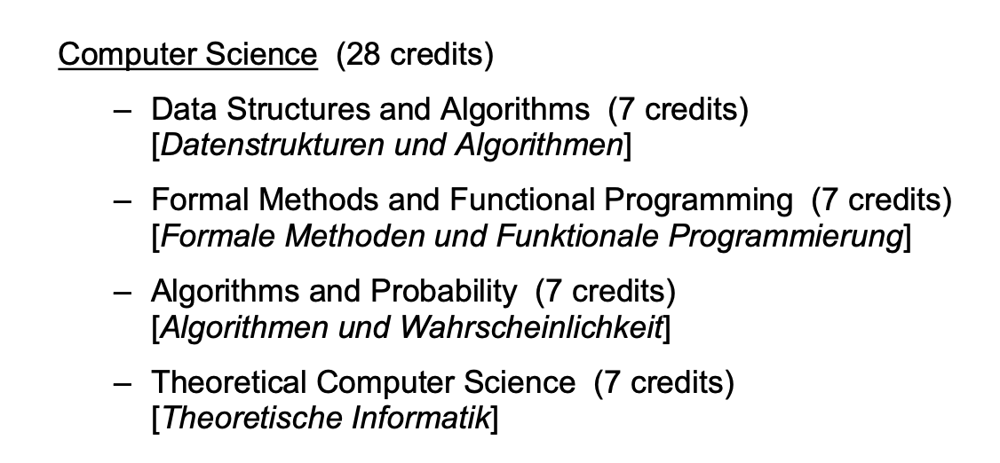 Computer Science (28 credits)
– Data Structures and Algorithms (7 credits)
[Datenstrukturen und Algorithmen]
– Formal Methods and Functional Programming (7 credits)
[Formale Methoden und Funktionale Programmierung]
– Algorithms and Probability (7 credits)
[Algorithmen und Wahrscheinlichkeit]
– Theoretical Computer Science (7 credits)
[Theoretische Informatik]